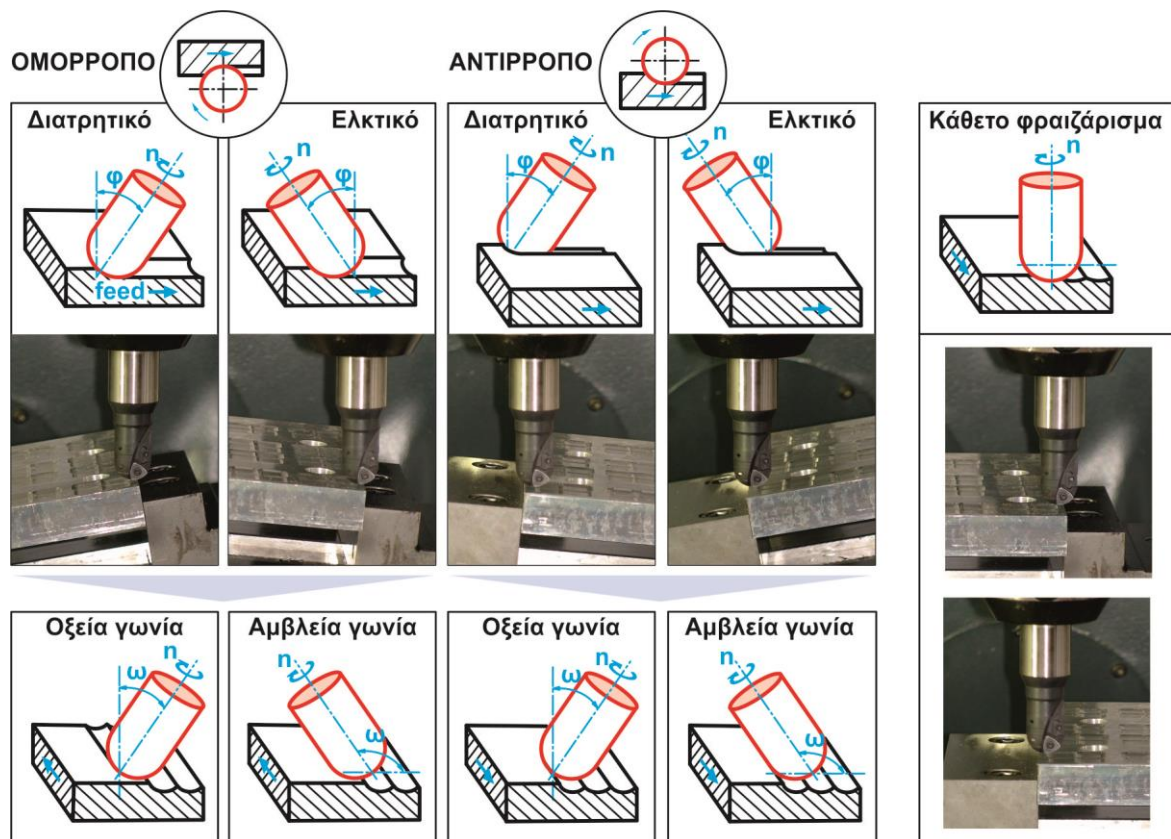 ΟΜΟΡΡΟΠΟ
ΑΝΤΙΡΡΟΠΟ
Διατρητικό
Ελκτικό
Διατρητικό
Ελκτικό
Κάθετο φραιζάρισμα
n
φ
feed
n
φ
φ
n
n
φ
n
Οξεία γωνία
Αμβλεία γωνία
Οξεία γωνία
Αμβλεία γωνία
ω
n
n
ω
ω
n
n
ω